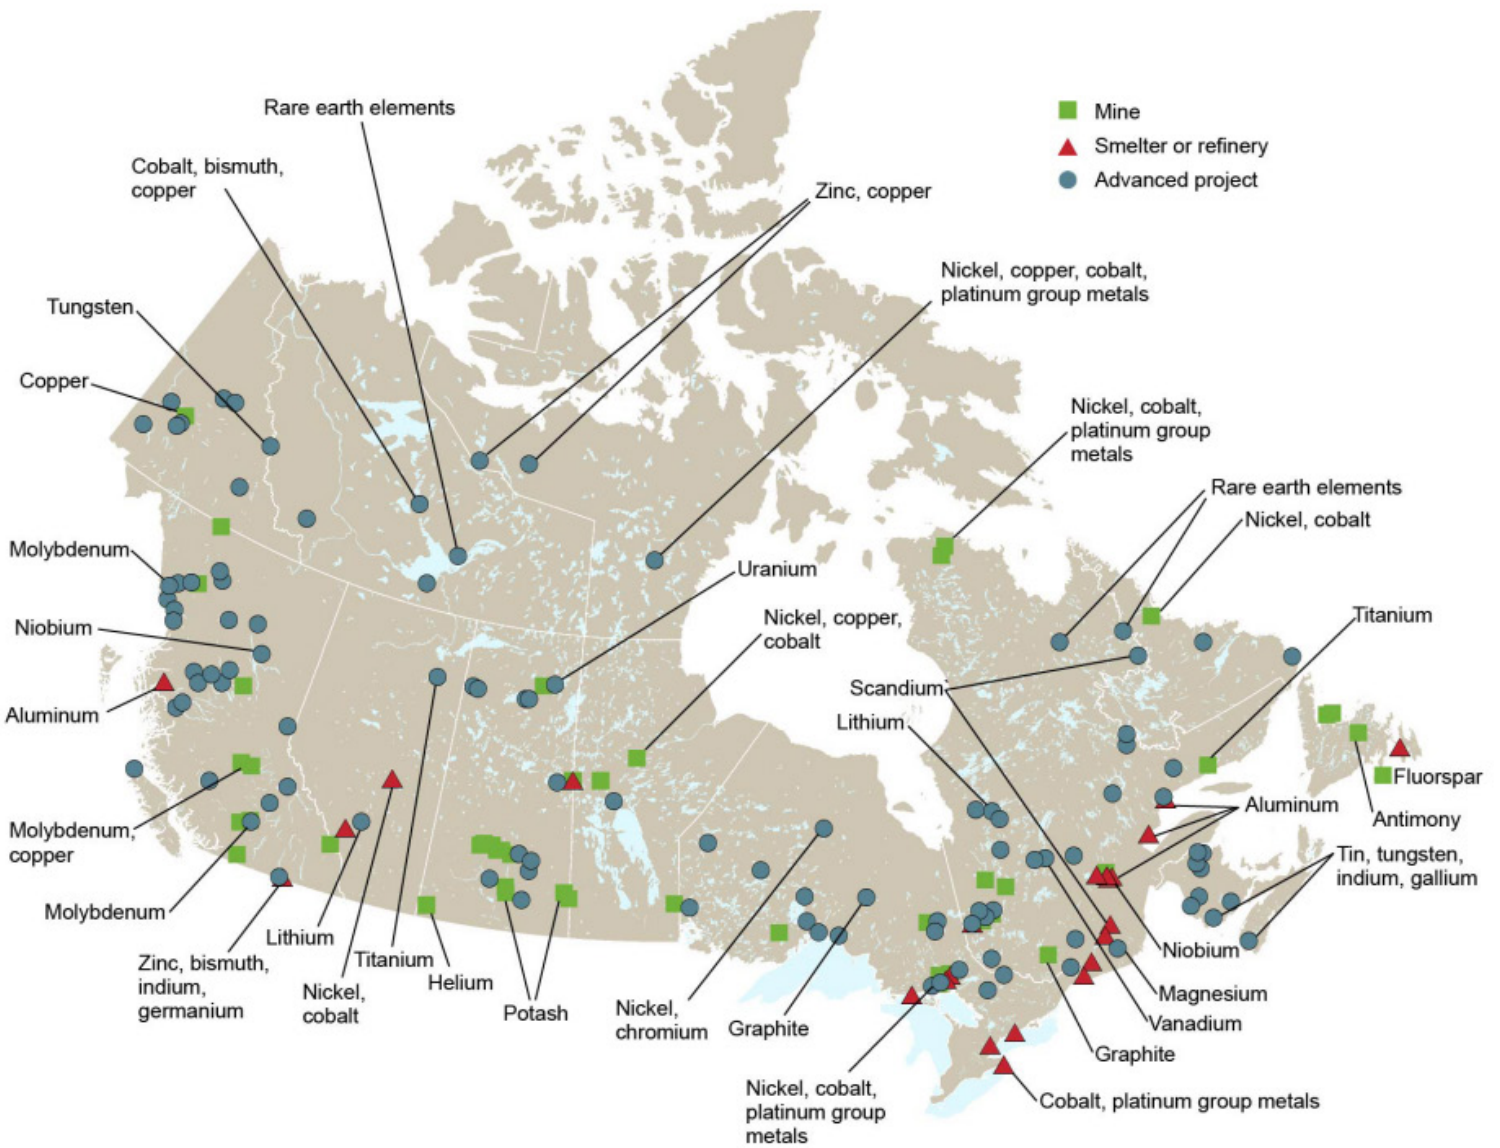 Rare earth elements
Mine
Smelter or refinery
Advanced project
Cobalt, bismuth,
copper
Zinc, copper
Nickel, copper, cobalt,
platinum group metals
Tungsten
Copper
Nickel, cobalt,
platinum group
metals
Rare earth elements
Nickel, cobalt
Molybdenum
Uranium
Niobium
Nickel, copper,
cobalt
Titanium
Aluminum
Scandium
Lithium
Fluorspar
Aluminum
Antimony
Molybdenum,
copper
Tin, tungsten,
indium, gallium
Molybdenum
Lithium
Titanium
Niobium
Zinc, bismuth,
indium,
germanium
Nickel,
cobalt
Helium
Potash
Nickel,
chromium
Graphite
Magnesium
Vanadium
Graphite
Nickel, cobalt,
platinum group
metals
Cobalt, platinum group metals